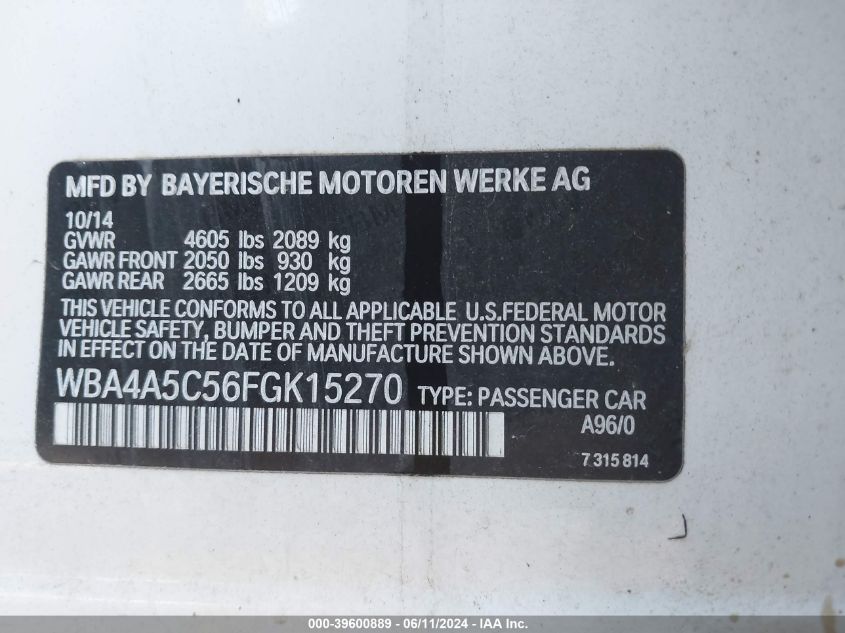 MFD BY BAYERISCHE MOTOREN WERKE AG
10/14
GVWR 4605 lbs 2089 kg
GAWR FRONT 2050 lbs 930 kg
GAWR REAR 2665 lbs 1209 kg
THIS VEHICLE CONFORMS TO ALL APPLICABLE U.S.FEDERAL MOTOR
VEHICLE SAFETY, BUMPER AND THEFT PREVENTION STANDARDS
IN EFFECT ON THE DATE OF MANUFACTURE SHOWN ABOVE.
WBA4A5C56FGK15270 TYPE: PASSENGER CAR
A96/0
7 315 814
000-39600889 - 06/11/2024 - IAA Inc.